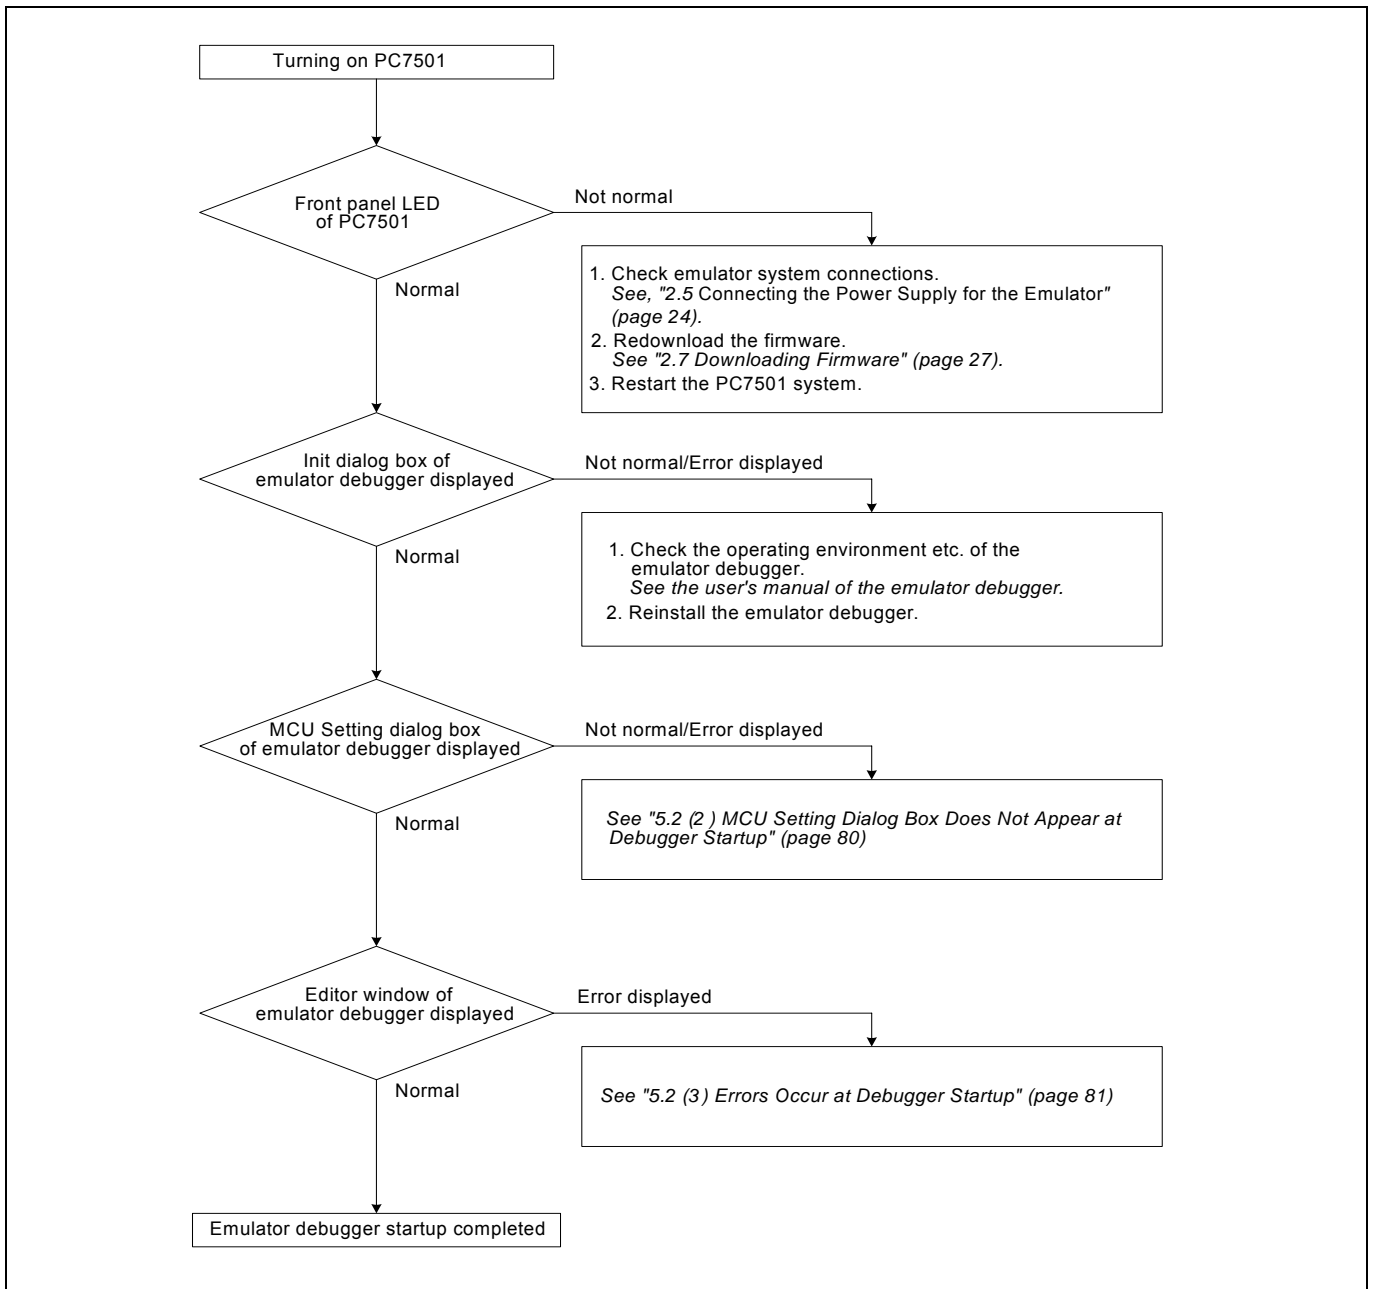 Turning on PC7501
Front panel LED
of PC7501
Not normal
Normal
1. Check emulator system connections.
See, "2.5 Connecting the Power Supply for the Emulator"
(page 24).
2. Redownload the firmware.
See "2.7 Downloading Firmware" (page 27).
3. Restart the PC7501 system.
Init dialog box of
emulator debugger displayed
Not normal/Error displayed
Normal
1. Check the operating environment etc. of the
emulator debugger.
See the user's manual of the emulator debugger.
2. Reinstall the emulator debugger.
MCU Setting dialog box
of emulator debugger displayed
Not normal/Error displayed
Normal
See "5.2 (2 ) MCU Setting Dialog Box Does Not Appear at
Debugger Startup" (page 80)
Editor window of
emulator debugger displayed
Error displayed
Normal
See "5.2 (3 ) Errors Occur at Debugger Startup" (page 81)
Emulator debugger startup completed